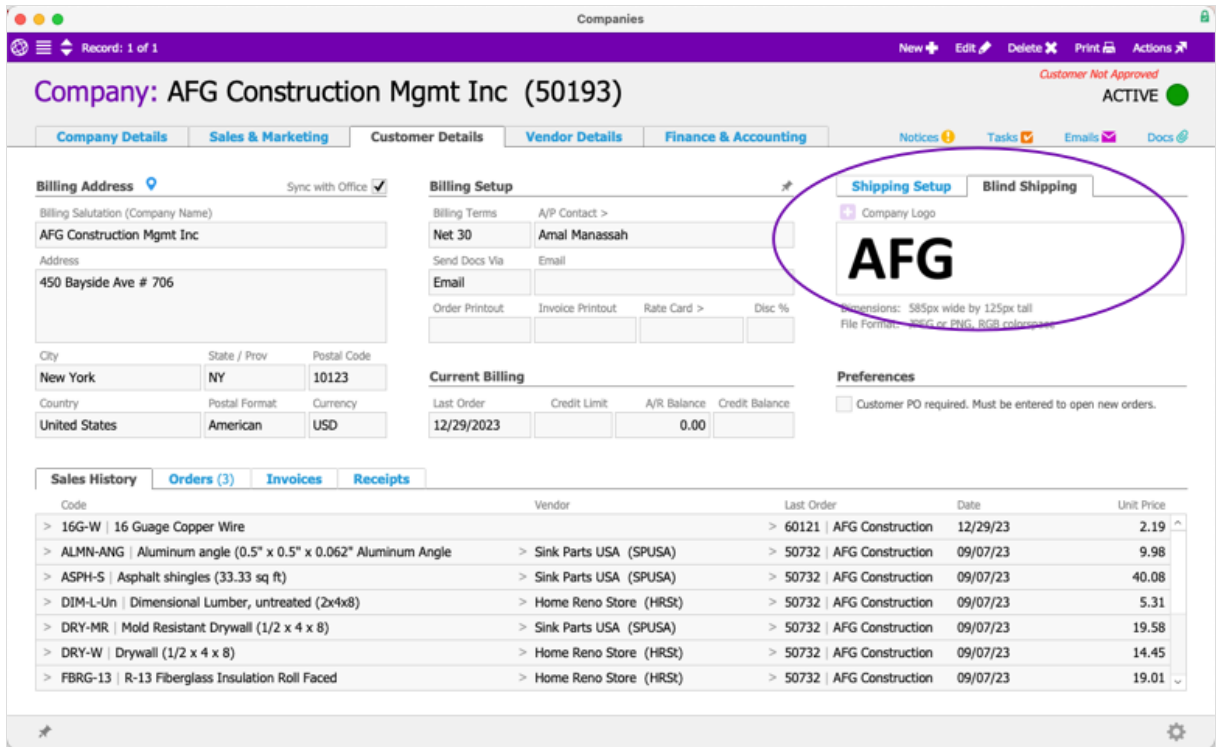 Companies
Record: 1 of 1 New Edit Delete Print Actions
Customer Not Approved
Company: AFG Construction Mgmt Inc (50193) ACTIVE
Company Details Sales & Marketing Customer Details Vendor Details Finance & Accounting Notices Tasks Emails Docs
Billing Address Sync with Office Billing Setup Shipping Setup Blind Shipping
Billing Salutation (Company Name) Billing Terms A/P Contact > Company Logo
AFG Construction Mgmt Inc Net 30 Amal Manassah
AFG
Address Send Docs Via Email
450 Bayside Ave # 706 Email
Order Printout Invoice Printout Rate Card > Disc % Dimensions: 585px wide by 125px tall
File Format: JPEG or PNG, RGB colorspace
City State / Prov Postal Code
New York NY 10123 Current Billing Preferences
Country Postal Format Currency Last Order Credit Limit A/R Balance Credit Balance Customer PO required. Must be entered to open new orders.
United States American USD 12/29/2023 0.00
Sales History Orders (3) Invoices Receipts
Code Vendor Last Order Date Unit Price
> 16G-W | 16 Guage Copper Wire > 60121 | AFG Construction 12/29/23 2.19
> ALMN-ANG | Aluminum angle (0.5" x 0.5" x 0.062" Aluminum Angle > Sink Parts USA (SPUSA) > 50732 | AFG Construction 09/07/23 9.98
> ASPH-S | Asphalt shingles (33.33 sq ft) > Sink Parts USA (SPUSA) > 50732 | AFG Construction 09/07/23 40.08
> DIM-L-Un | Dimensional Lumber, untreated (2x4x8) > Home Reno Store (HRSt) > 50732 | AFG Construction 09/07/23 5.31
> DRY-MR | Mold Resistant Drywall (1/2 x 4 x 8) > Sink Parts USA (SPUSA) > 50732 | AFG Construction 09/07/23 19.58
> DRY-W | Drywall (1/2 x 4 x 8) > Home Reno Store (HRSt) > 50732 | AFG Construction 09/07/23 14.45
> FBRG-13 | R-13 Fiberglass Insulation Roll Faced > Home Reno Store (HRSt) > 50732 | AFG Construction 09/07/23 19.01